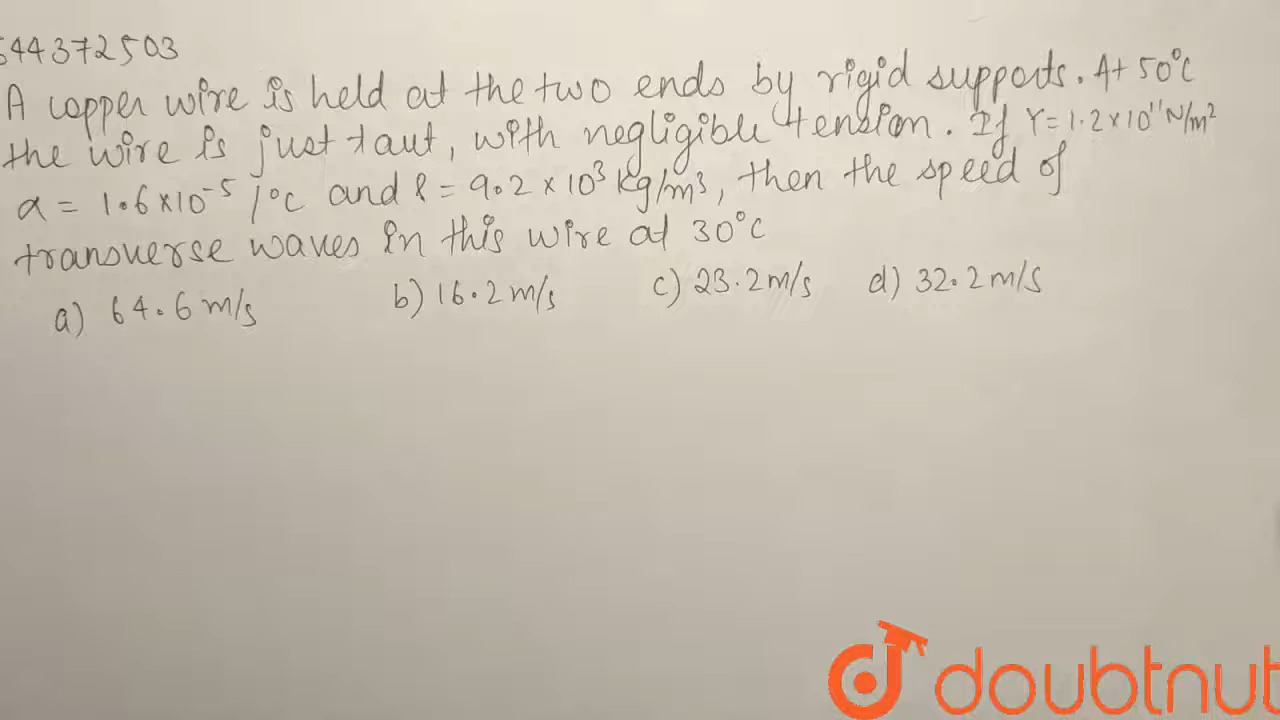 644372503
A copper wire is held at the two ends by rigid supports. At 50°C
the wire is just taut, with negligible tension. If Y=1.2×10¹¹N/m²
α = 1.6×10⁻⁵ /°C and ρ = 9.2×10³ kg/m³, then the speed of
transverse waves in this wire at 30°C
a) 64.6 m/s b) 16.2 m/s c) 23.2 m/s d) 32.2 m/s
doubtnut